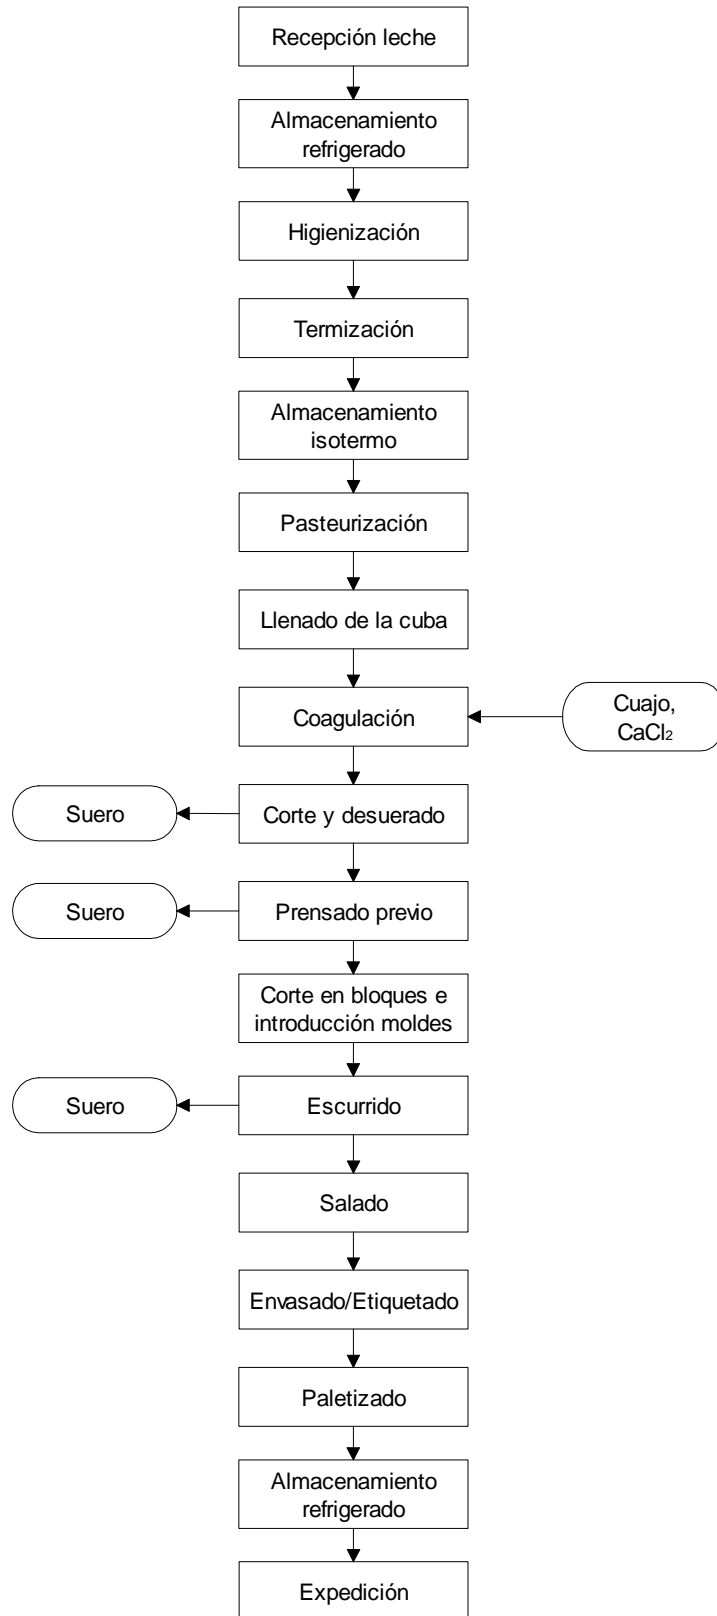 Recepción leche
Almacenamiento
refrigerado
Higienización
Termización
Almacenamiento
isotermo
Pasteurización
Llenado de la cuba
Coagulación
Cuajo,
CaCl₂
Suero
Corte y desuerado
Suero
Prensado previo
Corte en bloques e
introducción moldes
Suero
Escurrido
Salado
Envasado/Etiquetado
Paletizado
Almacenamiento
refrigerado
Expedición